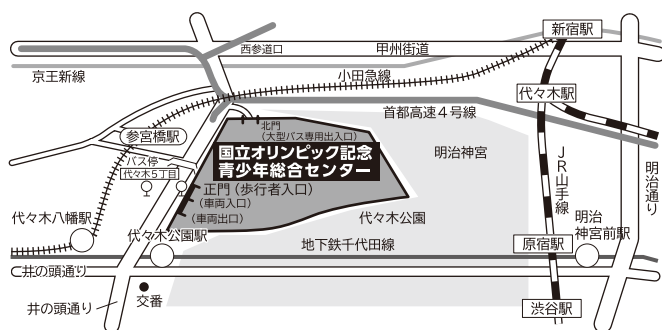 新宿駅
西参道口
甲州街道
京王新線
小田急線
代々木駅
首都高速4号線
北門
(大型バス専用出入口)
参宮橋駅
国立オリンピック記念
青少年総合センター
明治神宮
バス停
代々木5丁目
JR山手線
明治通り
正門(歩行者入口)
(車両入口)
(車両出口)
代々木八幡駅
代々木公園
明治
神宮前駅
代々木公園駅
地下鉄千代田線
原宿駅
井の頭通り
井の頭通り
交番
渋谷駅